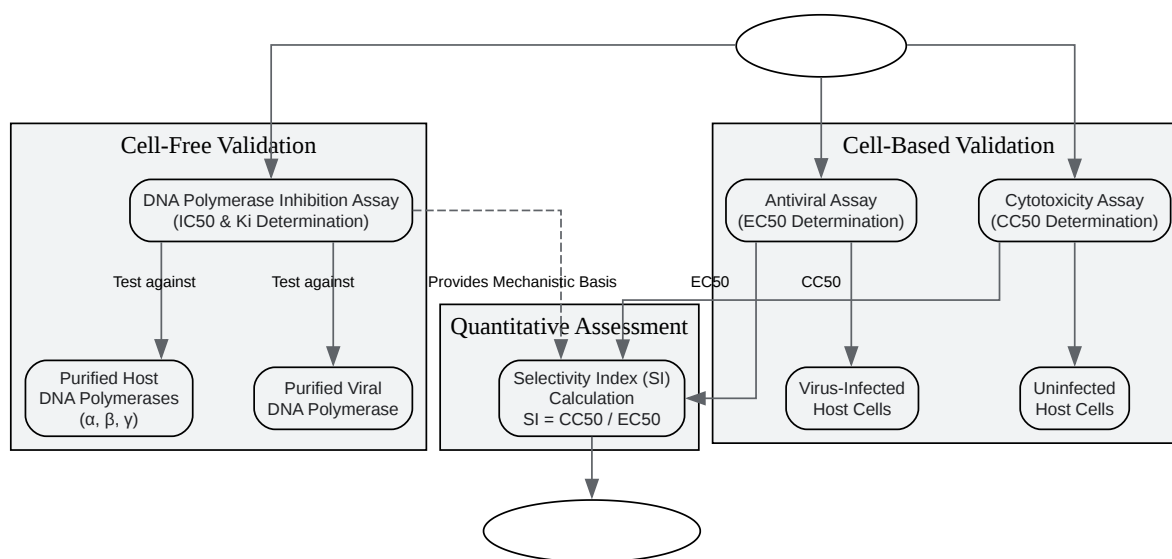 Cell-Free Validation
Cell-Based Validation
DNA Polymerase Inhibition Assay
(IC50 & Ki Determination)
Antiviral Assay
(EC50 Determination)
Cytotoxicity Assay
(CC50 Determination)
Test against
Test against
Provides Mechanistic Basis
EC50
CC50
Quantitative Assessment
Purified Host
DNA Polymerases
(α, β, γ)
Purified Viral
DNA Polymerase
Selectivity Index (SI)
Calculation
SI = CC50 / EC50
Virus-Infected
Host Cells
Uninfected
Host Cells